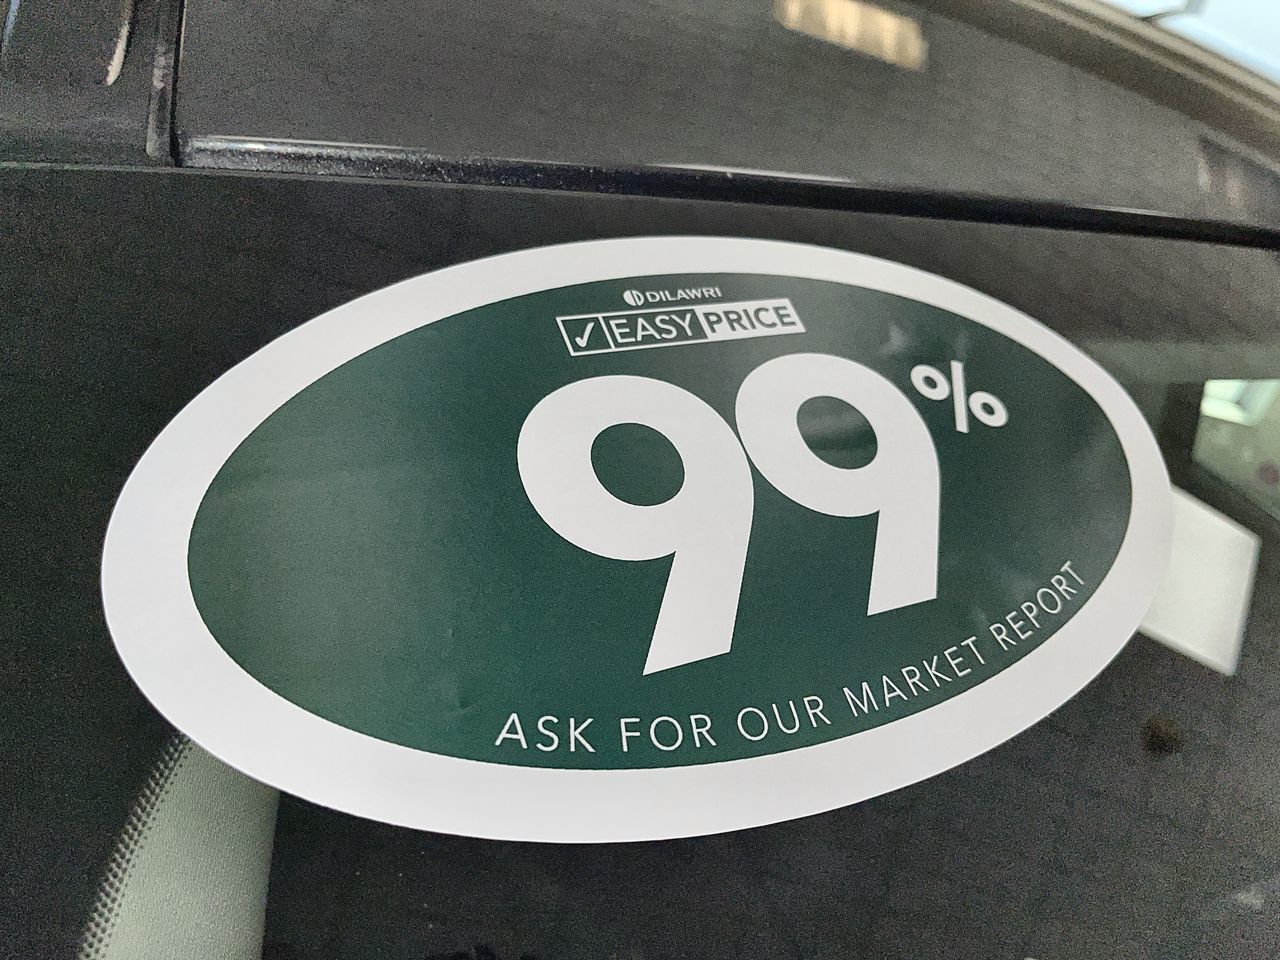 DILAWRI
✓ EASY PRICE
99%
ASK FOR OUR MARKET REPORT